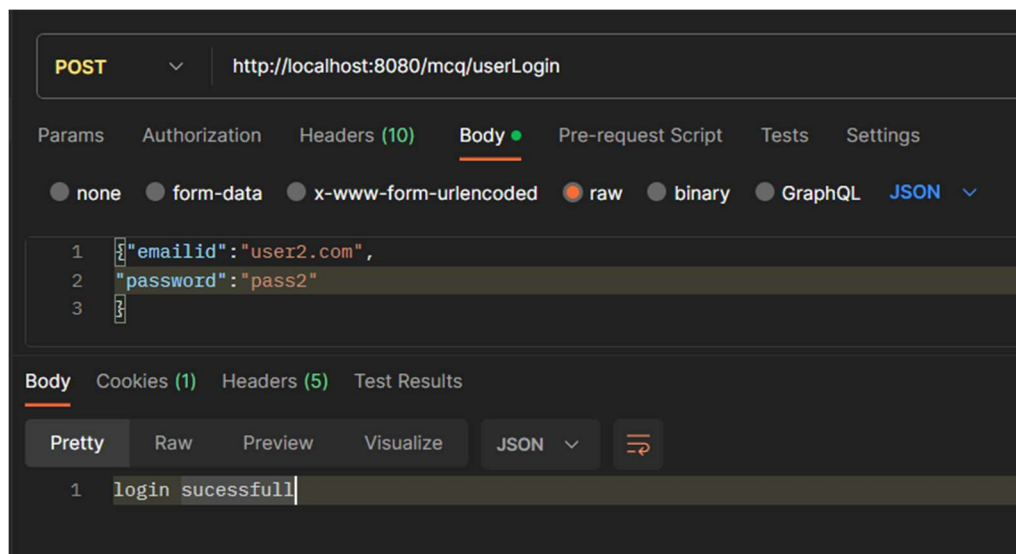 POST http://localhost:8080/mcq/userLogin
Params Authorization Headers (10) Body Pre-request Script Tests Settings
none form-data x-www-form-urlencoded raw binary GraphQL JSON
1 {"emailid":"user2.com",
2 "password":"pass2"
3 }
Body Cookies (1) Headers (5) Test Results
Pretty Raw Preview Visualize JSON
1 login sucessfull